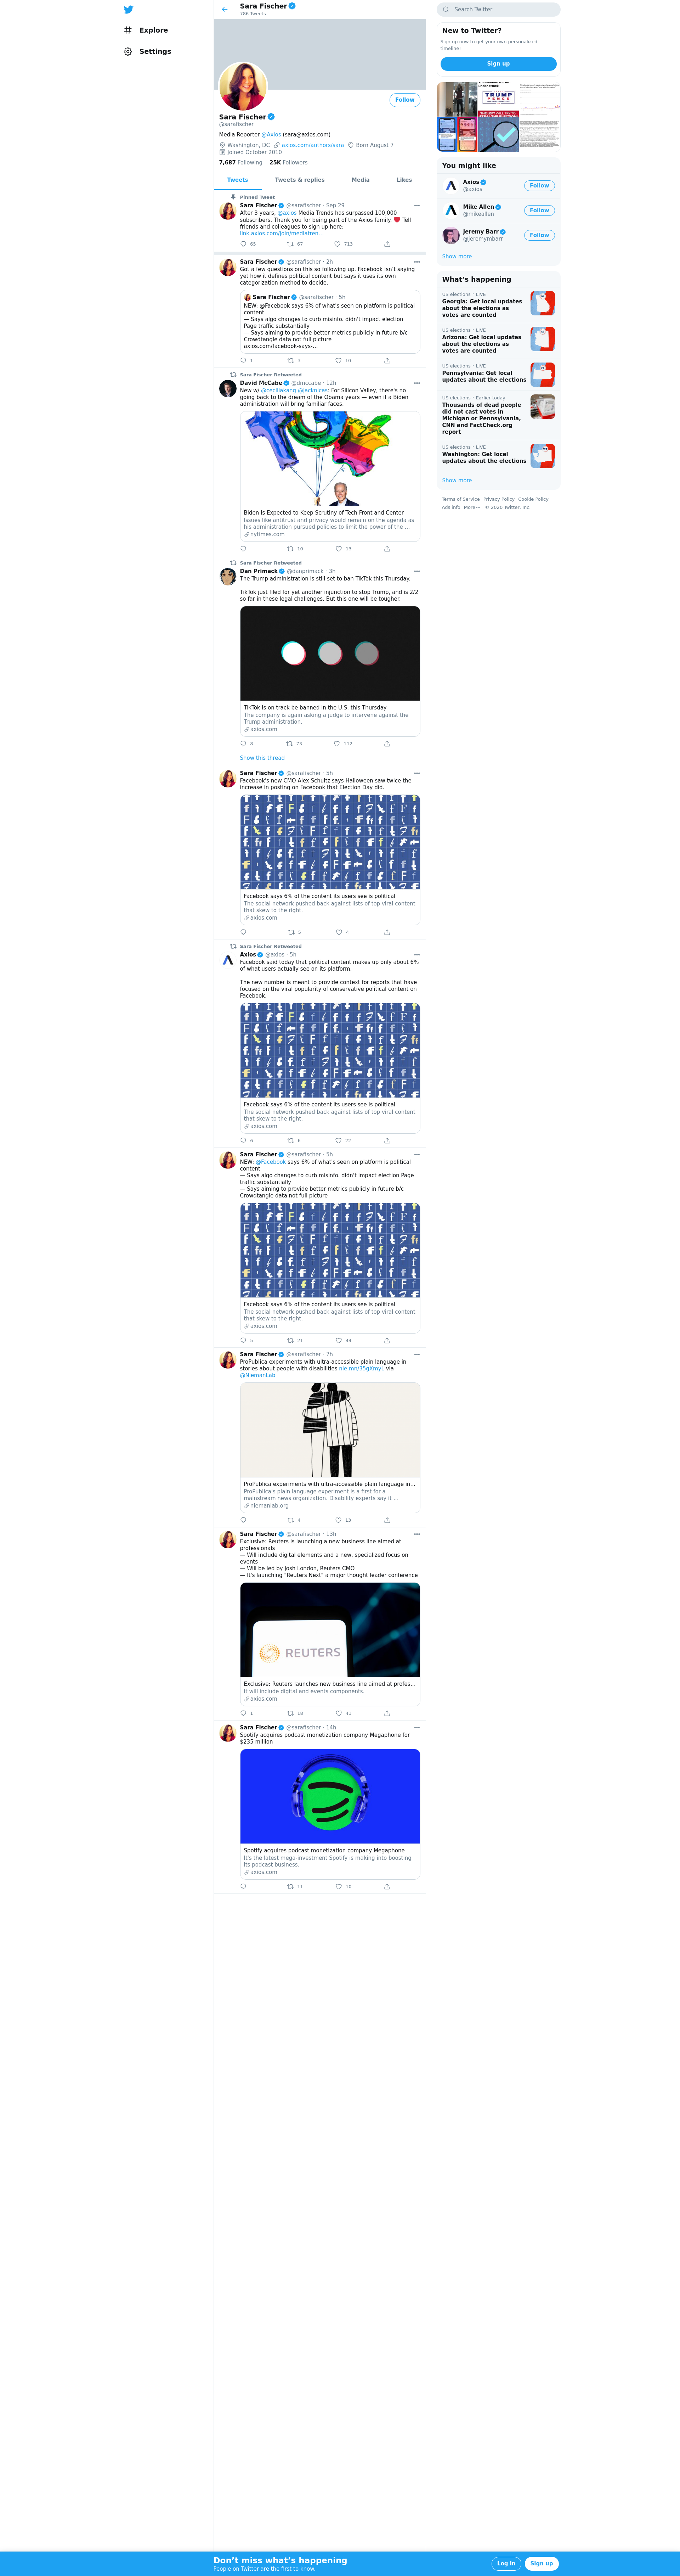 Explore
Settings
Sara Fischer
796 Tweets
Follow
Sara Fischer
@sarafischer
Media Reporter @Axios (sara@axios.com)
Washington, DC axios.com/authors/sara Born August 7
Joined October 2010
7,687 Following 25K Followers
Tweets Tweets & replies Media Likes
Pinned Tweet
Sara Fischer @sarafischer · Sep 29
After 3 years, @axios Media Trends has surpassed 100,000
subscribers. Thank you for being part of the Axios family. ❤️ Tell
friends and colleagues to sign up here:
link.axios.com/join/mediatren…
65 67 713
Sara Fischer @sarafischer · 2h
Got a few questions on this so following up. Facebook isn't saying
yet how it defines political content but says it uses its own
categorization method to decide.
Sara Fischer @sarafischer · 5h
NEW: @Facebook says 6% of what's seen on platform is political
content
— Says algo changes to curb misinfo. didn't impact election
Page traffic substantially
— Says aiming to provide better metrics publicly in future b/c
Crowdtangle data not full picture
axios.com/facebook-says-…
1 3 10
Sara Fischer Retweeted
David McCabe @dmccabe · 12h
New w/ @ceciliakang @jacknicas: For Silicon Valley, there's no
going back to the dream of the Obama years — even if a Biden
administration will bring familiar faces.
Biden Is Expected to Keep Scrutiny of Tech Front and Center
Issues like antitrust and privacy would remain on the agenda as
his administration pursued policies to limit the power of the ...
nytimes.com
10 13
Sara Fischer Retweeted
Dan Primack @danprimack · 3h
The Trump administration is still set to ban TikTok this Thursday.
TikTok just filed for yet another injunction to stop Trump, and is 2/2
so far in these legal challenges. But this one will be tougher.
TikTok is on track be banned in the U.S. this Thursday
The company is again asking a judge to intervene against the
Trump administration.
axios.com
8 73 112
Show this thread
Sara Fischer @sarafischer · 5h
Facebook's new CMO Alex Schultz says Halloween saw twice the
increase in posting on Facebook that Election Day did.
Facebook says 6% of the content its users see is political
The social network pushed back against lists of top viral content
that skew to the right.
axios.com
5 4
Sara Fischer Retweeted
Axios @axios · 5h
Facebook said today that political content makes up only about 6%
of what users actually see on its platform.
The new number is meant to provide context for reports that have
focused on the viral popularity of conservative political content on
Facebook.
Facebook says 6% of the content its users see is political
The social network pushed back against lists of top viral content
that skew to the right.
axios.com
6 6 22
Sara Fischer @sarafischer · 5h
NEW: @Facebook says 6% of what's seen on platform is political
content
— Says algo changes to curb misinfo. didn't impact election Page
traffic substantially
— Says aiming to provide better metrics publicly in future b/c
Crowdtangle data not full picture
Facebook says 6% of the content its users see is political
The social network pushed back against lists of top viral content
that skew to the right.
axios.com
5 21 44
Sara Fischer @sarafischer · 7h
ProPublica experiments with ultra-accessible plain language in
stories about people with disabilities nie.mn/35gXmyL via
@NiemanLab
ProPublica experiments with ultra-accessible plain language in...
ProPublica's plain language experiment is a first for a
mainstream news organization. Disability experts say it ...
niemanlab.org
4 13
Sara Fischer @sarafischer · 13h
Exclusive: Reuters is launching a new business line aimed at
professionals
— Will include digital elements and a new, specialized focus on
events
— Will be led by Josh London, Reuters CMO
— It's launching "Reuters Next" a major thought leader conference
REUTERS
Exclusive: Reuters launches new business line aimed at profes...
It will include digital and events components.
axios.com
1 18 41
Sara Fischer @sarafischer · 14h
Spotify acquires podcast monetization company Megaphone for
$235 million
Spotify acquires podcast monetization company Megaphone
It's the latest mega-investment Spotify is making into boosting
its podcast business.
axios.com
11 10
Search Twitter
New to Twitter?
Sign up now to get your own personalized
timeline!
Sign up
under attack
TRUMP
PENCE
You might like
Axios
@axios
Follow
Mike Allen
@mikeallen
Follow
Jeremy Barr
@jeremymbarr
Follow
Show more
What's happening
US elections · LIVE
Georgia: Get local updates
about the elections as
votes are counted
US elections · LIVE
Arizona: Get local updates
about the elections as
votes are counted
US elections · LIVE
Pennsylvania: Get local
updates about the elections
US elections · Earlier today
Thousands of dead people
did not cast votes in
Michigan or Pennsylvania,
CNN and FactCheck.org
report
US elections · LIVE
Washington: Get local
updates about the elections
Show more
Terms of Service Privacy Policy Cookie Policy
Ads info More © 2020 Twitter, Inc.
Don't miss what's happening
People on Twitter are the first to know.
Log in
Sign up